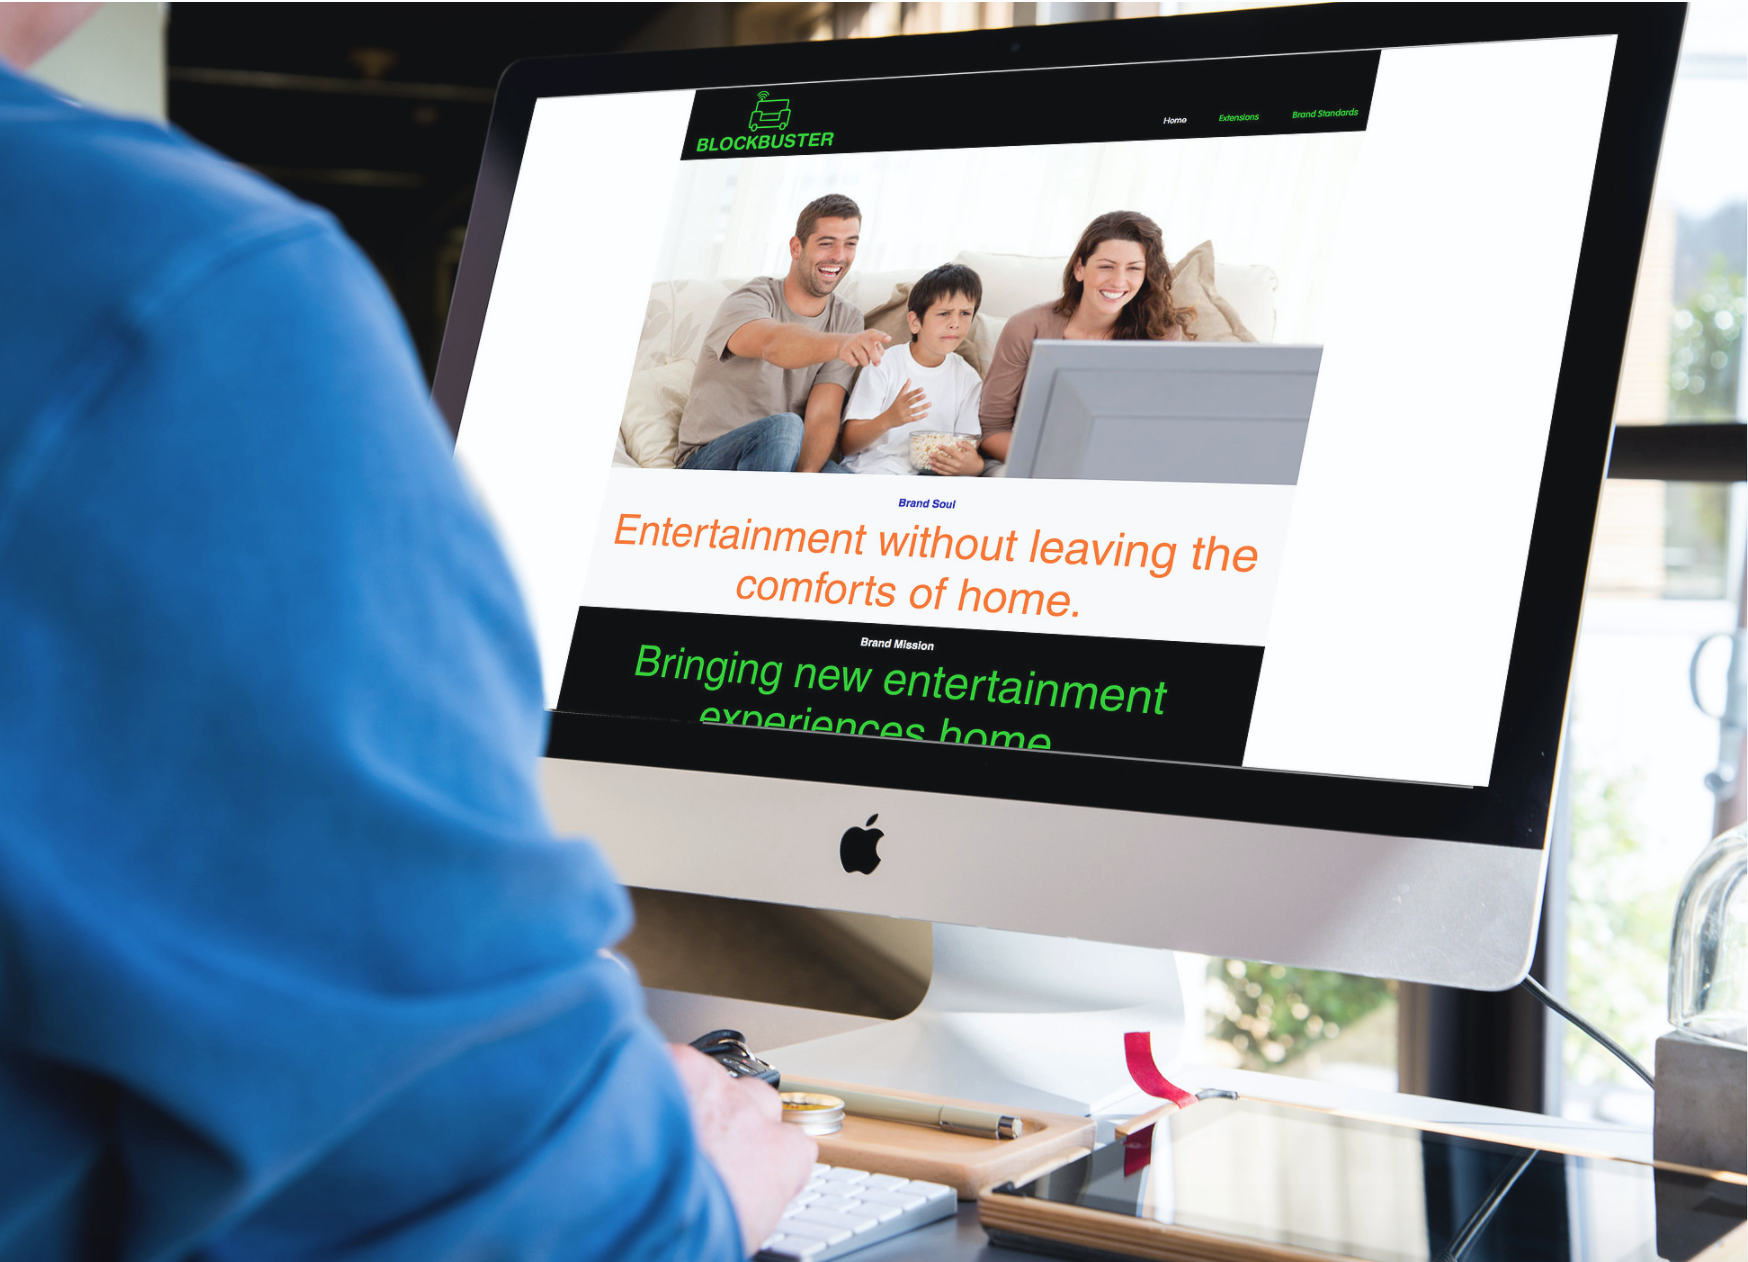 BLOCKBUSTER
Home Extensions Brand Standards
Brand Soul
Entertainment without leaving the
comforts of home.
Brand Mission
Bringing new entertainment
experiences home